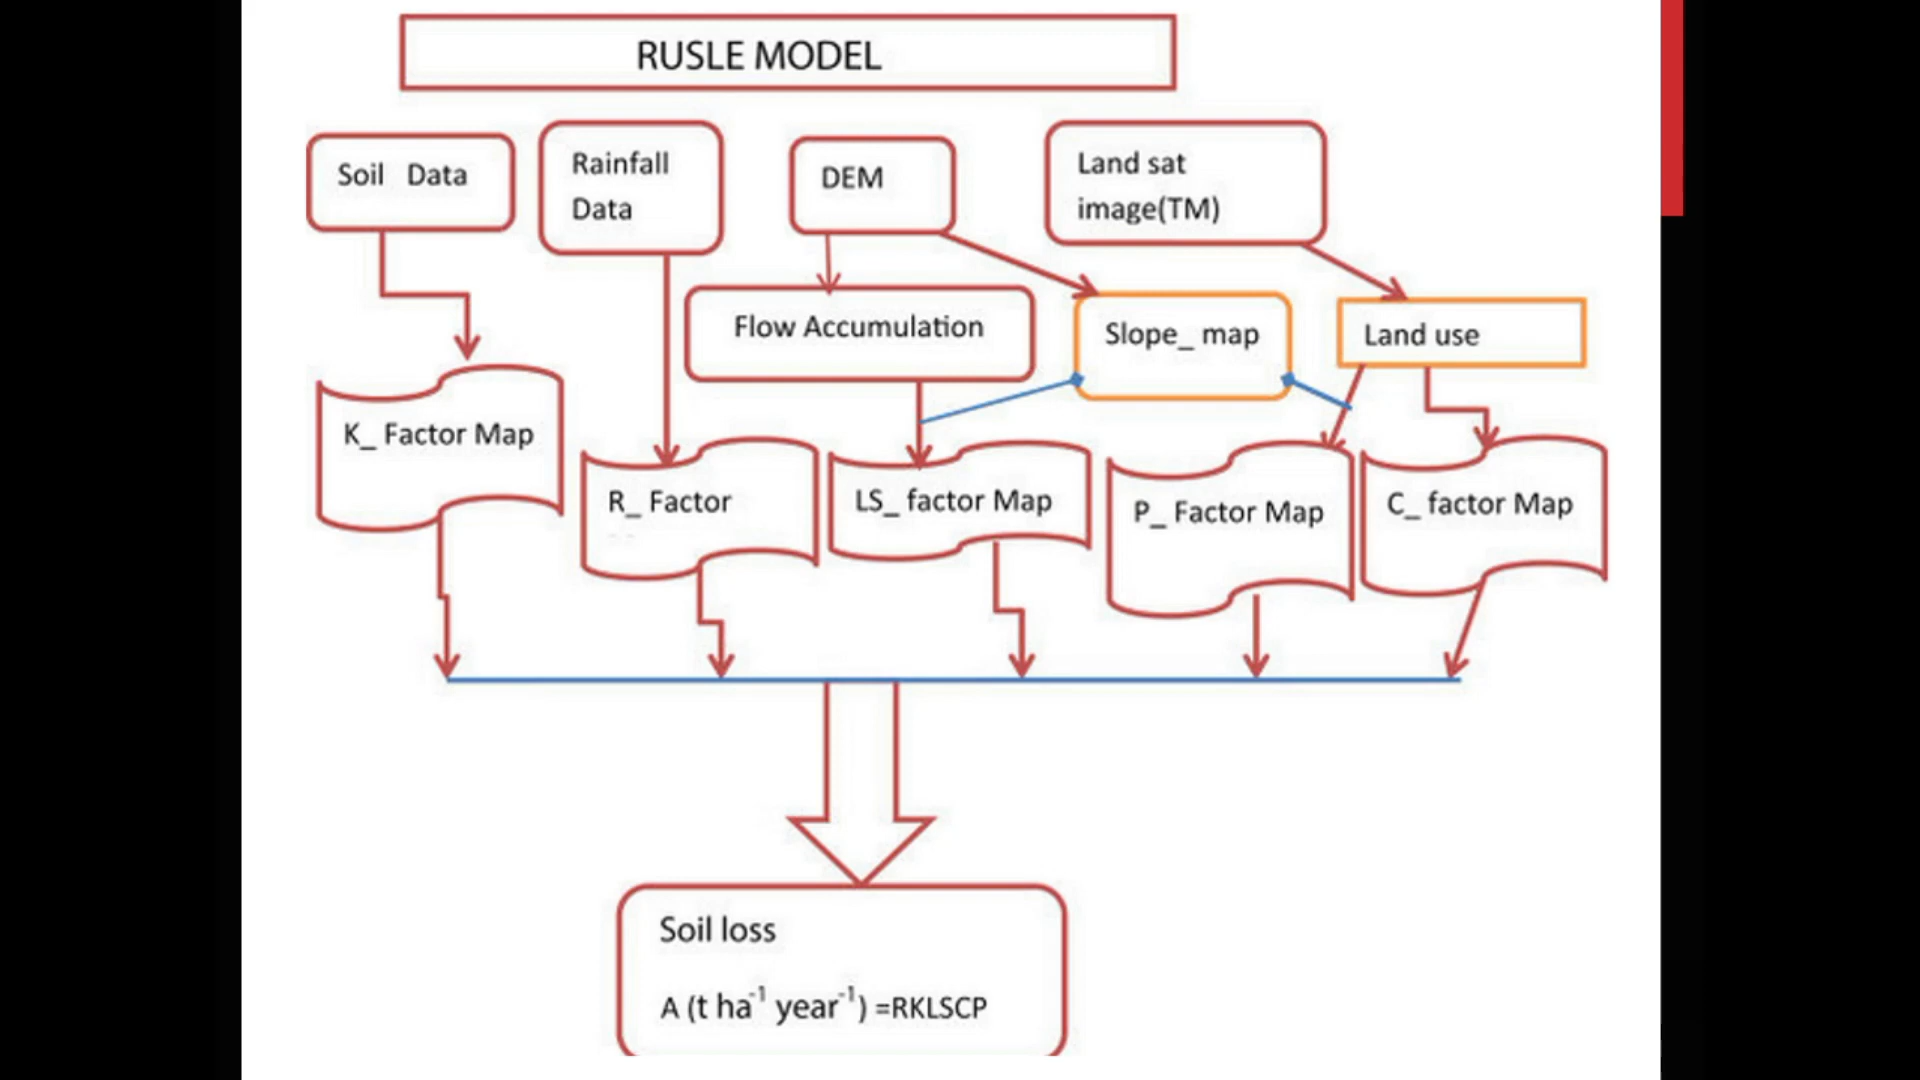 RUSLE MODEL
Soil Data
Rainfall
Data
DEM
Land sat
image(TM)
Flow Accumulation
Slope_ map
Land use
K_ Factor Map
R_ Factor
LS_ factor Map
P_ Factor Map
C_ factor Map
Soil loss
A (t ha⁻¹ year⁻¹) =RKLSCP